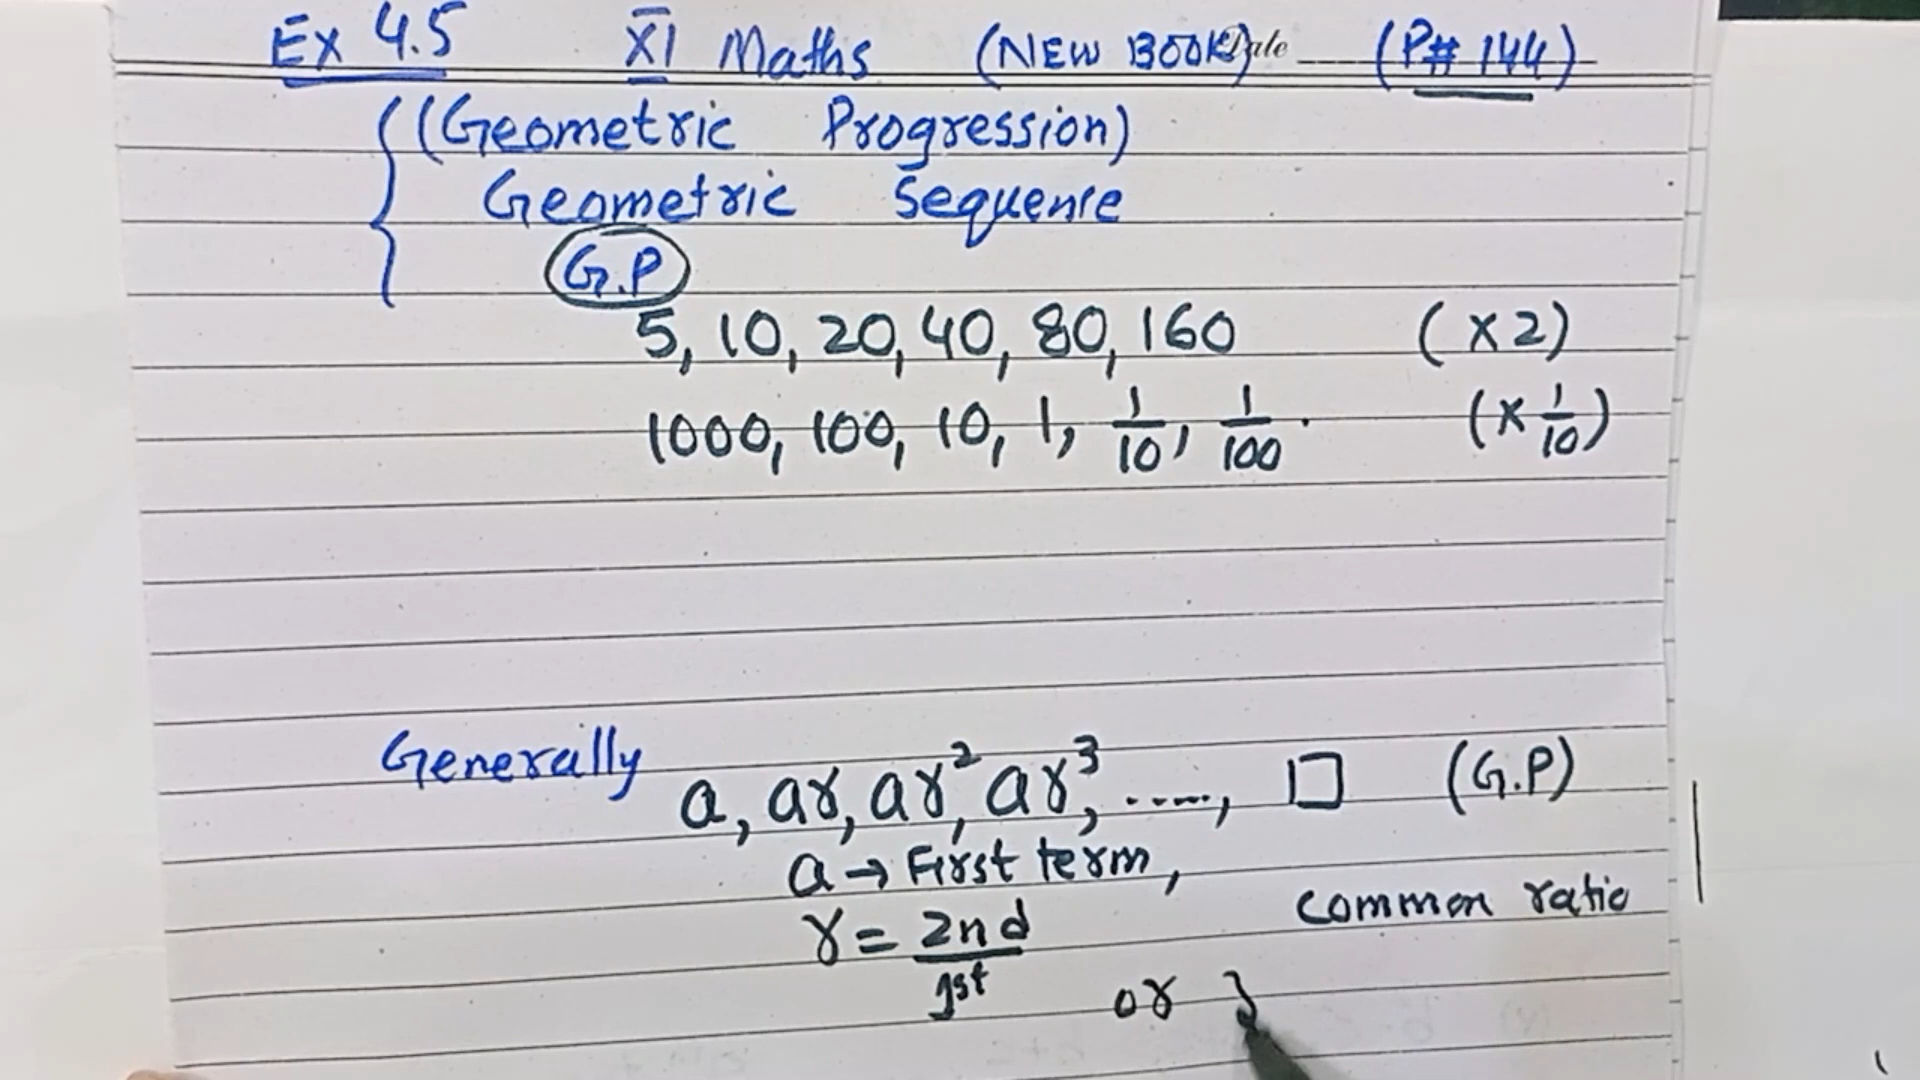 Ex 4.5 XI Maths (NEW BOOK) Date (P# 144)
(Geometric Progression)
Geometric Sequence
G.P
5, 10, 20, 40, 80, 160 (×2)
1000, 100, 10, 1, 1/10, 1/100. (× 1/10)
Generally a, ar, ar², ar³, ....., □ (G.P)
a → First term,
r = 2nd/1st common ratio
or